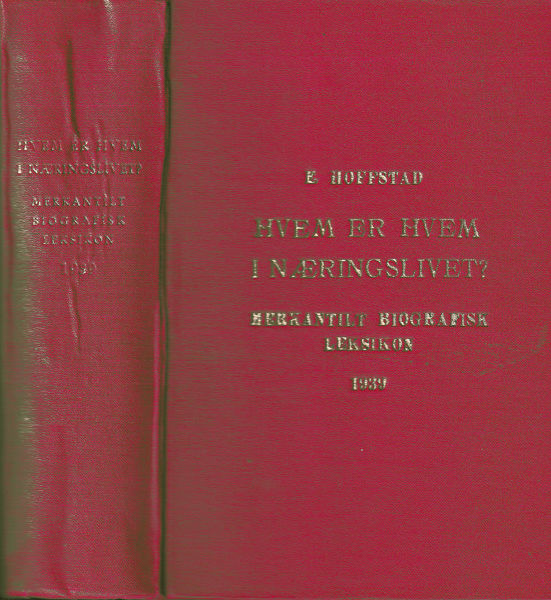 HVEM ER HVEM
I NÆRINGSLIVET?
MERKANTILT
BIOGRAFISK
LEKSIKON
1939
E. HOFFSTAD
HVEM ER HVEM
I NÆRINGSLIVET?
MERKANTILT BIOGRAFISK
LEKSIKON
1939